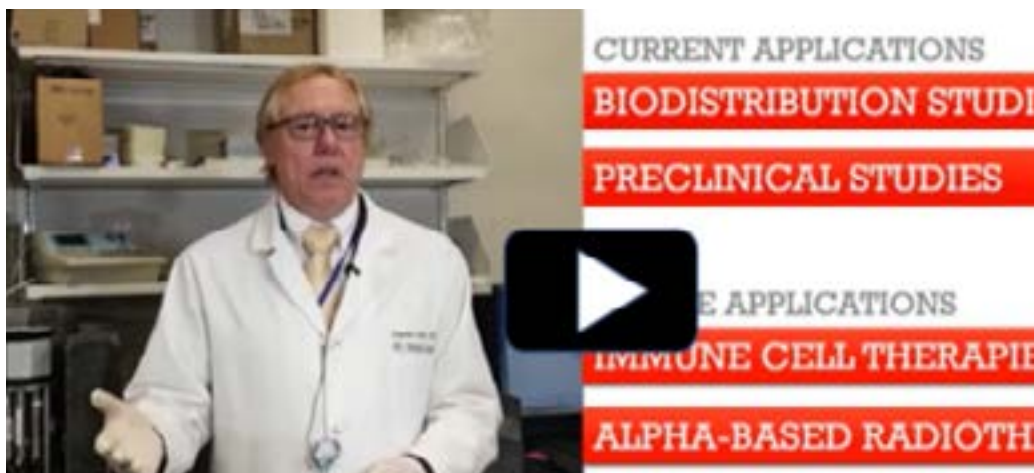 CURRENT APPLICATIONS
BIODISTRIBUTION STUDI
PRECLINICAL STUDIES
E APPLICATIONS
IMMUNE CELL THERAPIE
ALPHA-BASED RADIOTH